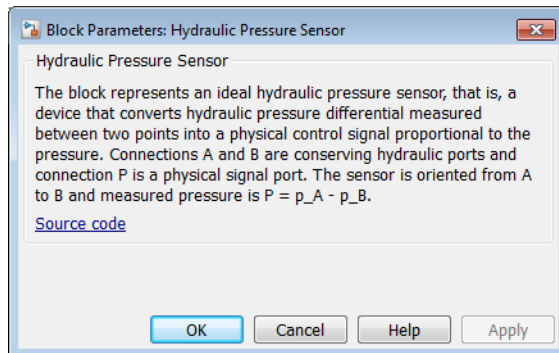 Block Parameters: Hydraulic Pressure Sensor
Hydraulic Pressure Sensor
The block represents an ideal hydraulic pressure sensor, that is, a
device that converts hydraulic pressure differential measured
between two points into a physical control signal proportional to the
pressure. Connections A and B are conserving hydraulic ports and
connection P is a physical signal port. The sensor is oriented from A
to B and measured pressure is P = p_A - p_B.
Source code
OK Cancel Help Apply